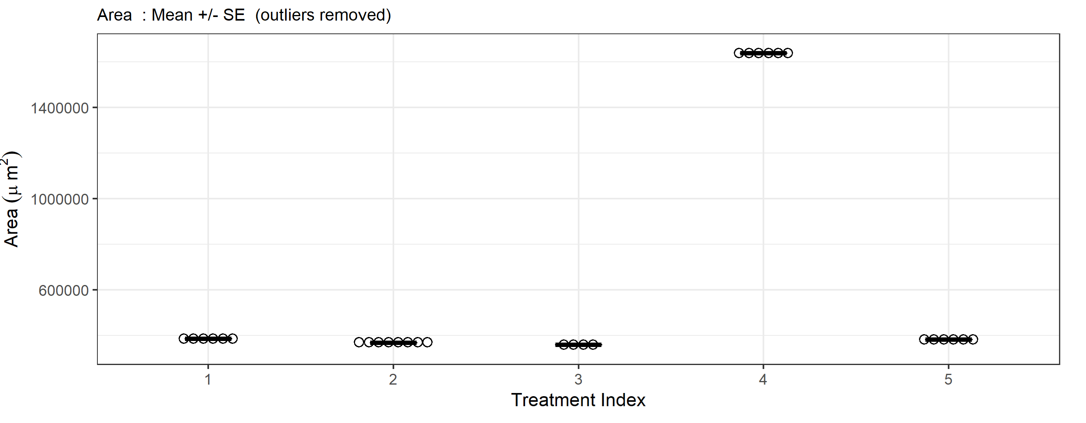 Area : Mean +/- SE (outliers removed)
Area (μ m²)
1400000
1000000
600000
1 2 3 4 5
Treatment Index